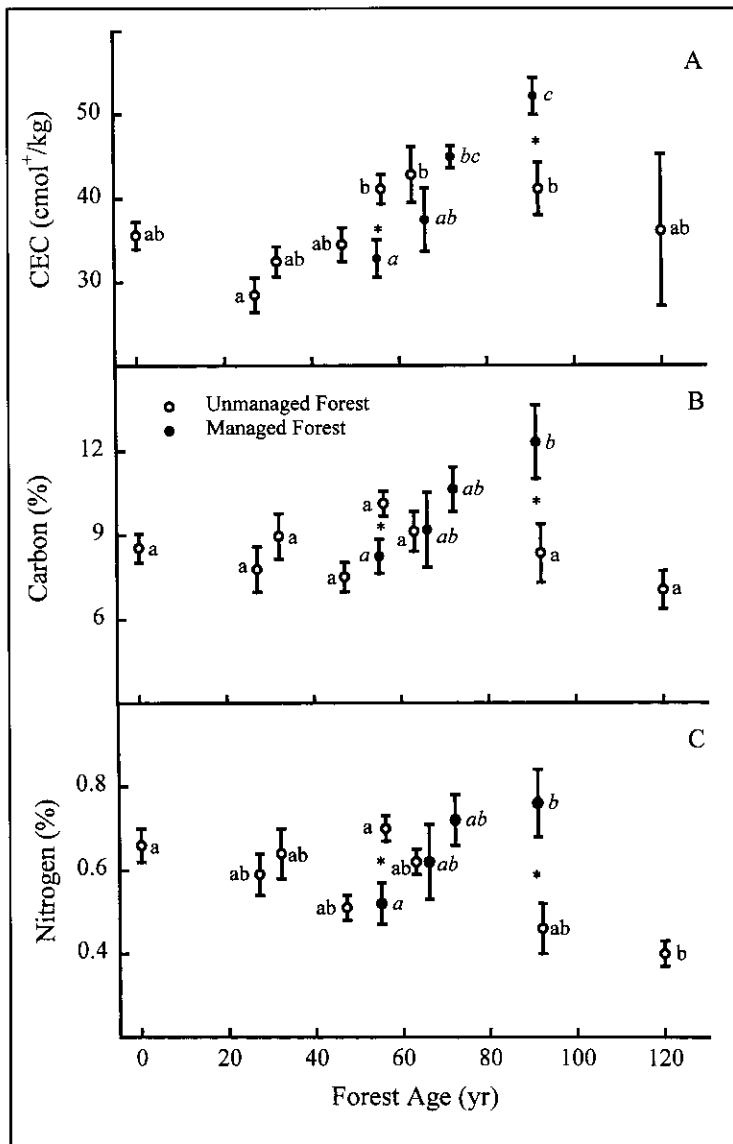 A
CEC (cmol⁺/kg)
50
40
30
ab
a
ab
ab
b
*
a
b
ab
bc
c
*
b
ab
B
Unmanaged Forest
Managed Forest
Carbon (%)
12
9
6
a
a
a
a
a
*
a
a
ab
ab
b
*
a
a
C
Nitrogen (%)
0.8
0.6
0.4
a
ab
ab
ab
a
*
a
ab
ab
ab
b
*
ab
b
0 20 40 60 80 100 120
Forest Age (yr)